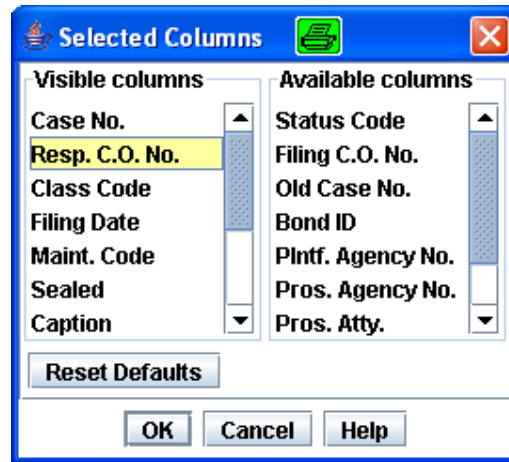 Selected Columns
Visible columns
Case No.
Resp. C.O. No.
Class Code
Filing Date
Maint. Code
Sealed
Caption
Available columns
Status Code
Filing C.O. No.
Old Case No.
Bond ID
Plntf. Agency No.
Pros. Agency No.
Pros. Atty.
Reset Defaults
OK Cancel Help